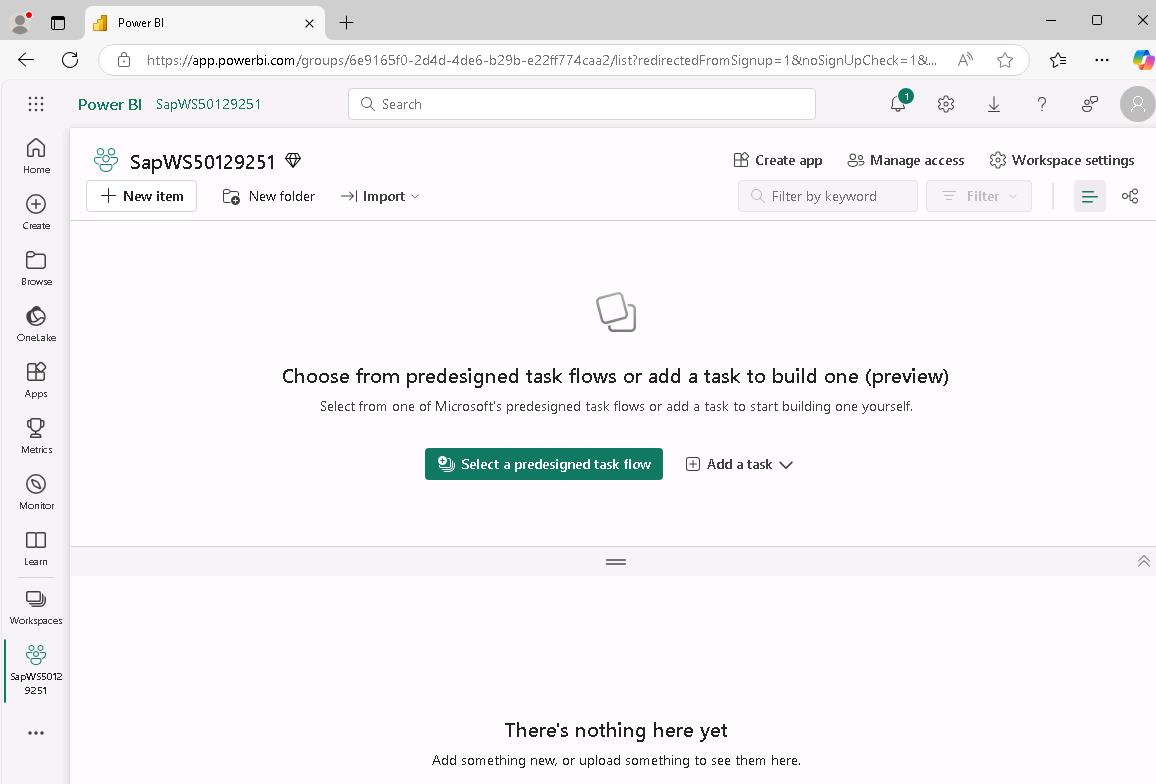 Power BI
https://app.powerbi.com/groups/6e9165f0-2d4d-4de6-b29b-e22ff774caa2/list?redirectedFromSignup=1&noSignUpCheck=1&...
Power BI SapWS50129251
Search
1
?
Home
Create
Browse
OneLake
Apps
Metrics
Monitor
Learn
Workspaces
SapWS5012
9251
SapWS50129251
Create app
Manage access
Workspace settings
New item
New folder
Import
Filter by keyword
Filter
Choose from predesigned task flows or add a task to build one (preview)
Select from one of Microsoft's predesigned task flows or add a task to start building one yourself.
Select a predesigned task flow
Add a task
There's nothing here yet
Add something new, or upload something to see them here.